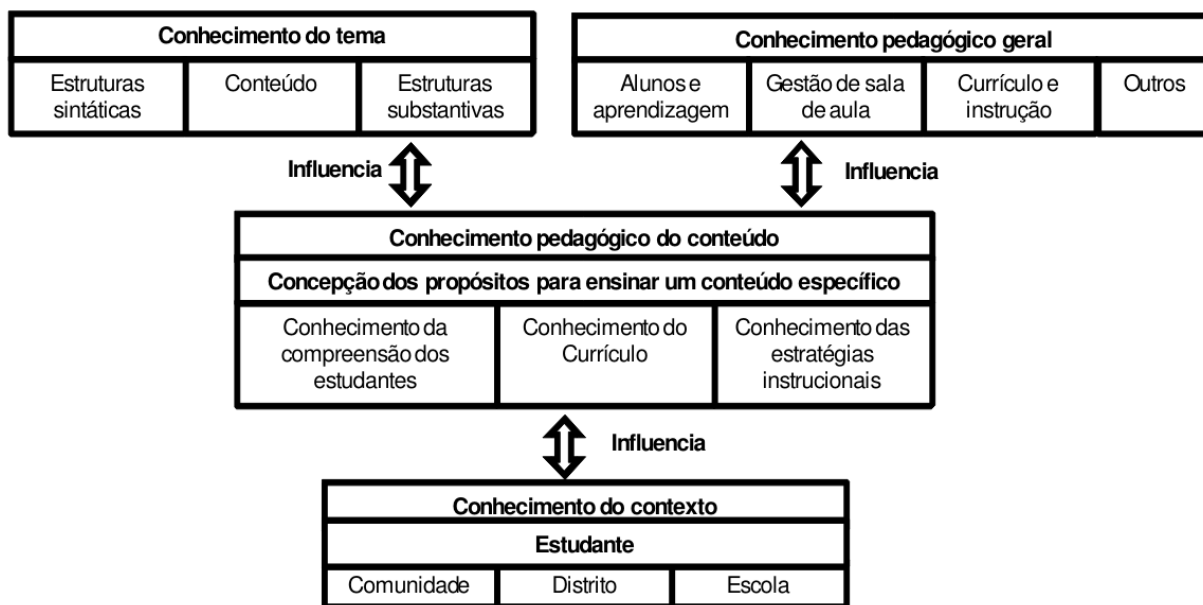 Conhecimento do tema
Estruturas sintáticas
Conteúdo
Estruturas substantivas
Conhecimento pedagógico geral
Alunos e aprendizagem
Gestão de sala de aula
Currículo e instrução
Outros
Influencia
Influencia
Conhecimento pedagógico do conteúdo
Concepção dos propósitos para ensinar um conteúdo específico
Conhecimento da compreensão dos estudantes
Conhecimento do Currículo
Conhecimento das estratégias instrucionais
Influencia
Conhecimento do contexto
Estudante
Comunidade
Distrito
Escola